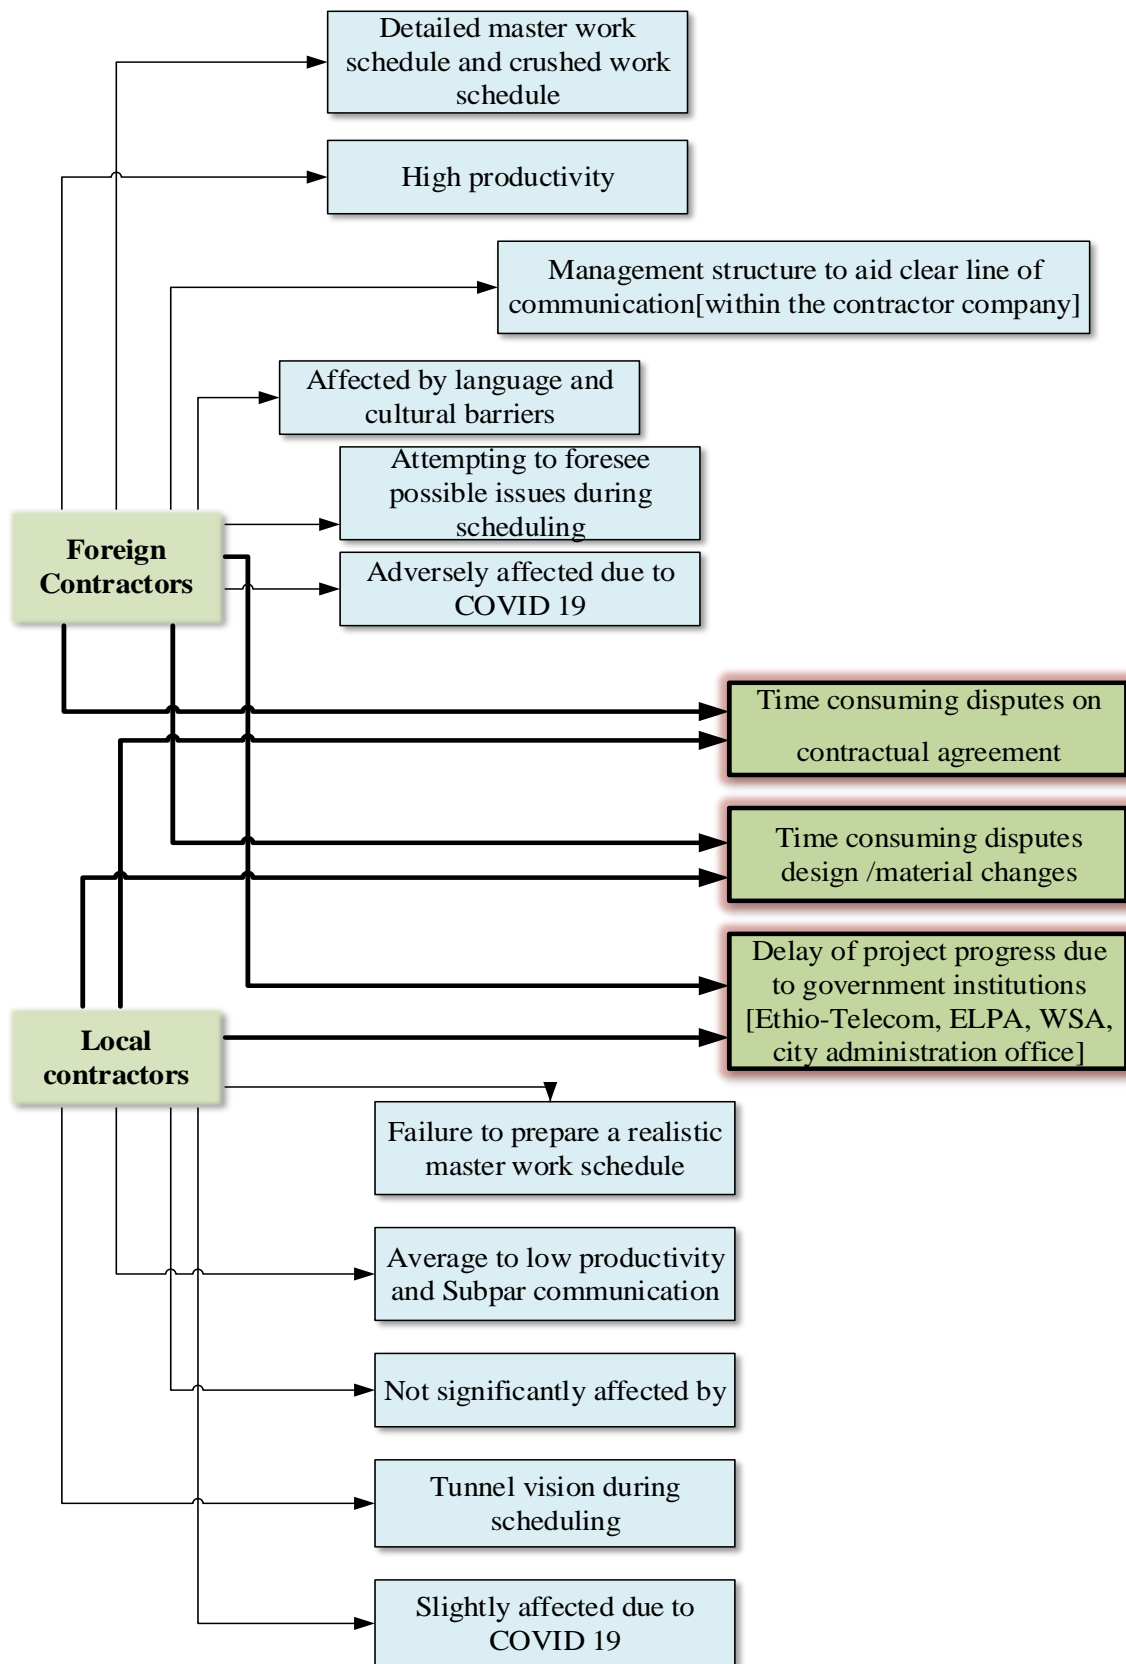 Detailed master work
schedule and crushed work
schedule
High productivity
Management structure to aid clear line of
communication[within the contractor company]
Affected by language and
cultural barriers
Attempting to foresee
possible issues during
scheduling
Foreign
Contractors
Adversely affected due to
COVID 19
Time consuming disputes on
contractual agreement
Time consuming disputes
design /material changes
Delay of project progress due
to government institutions
[Ethio-Telecom, ELPA, WSA,
city administration office]
Local
contractors
Failure to prepare a realistic
master work schedule
Average to low productivity
and Subpar communication
Not significantly affected by
Tunnel vision during
scheduling
Slightly affected due to
COVID 19